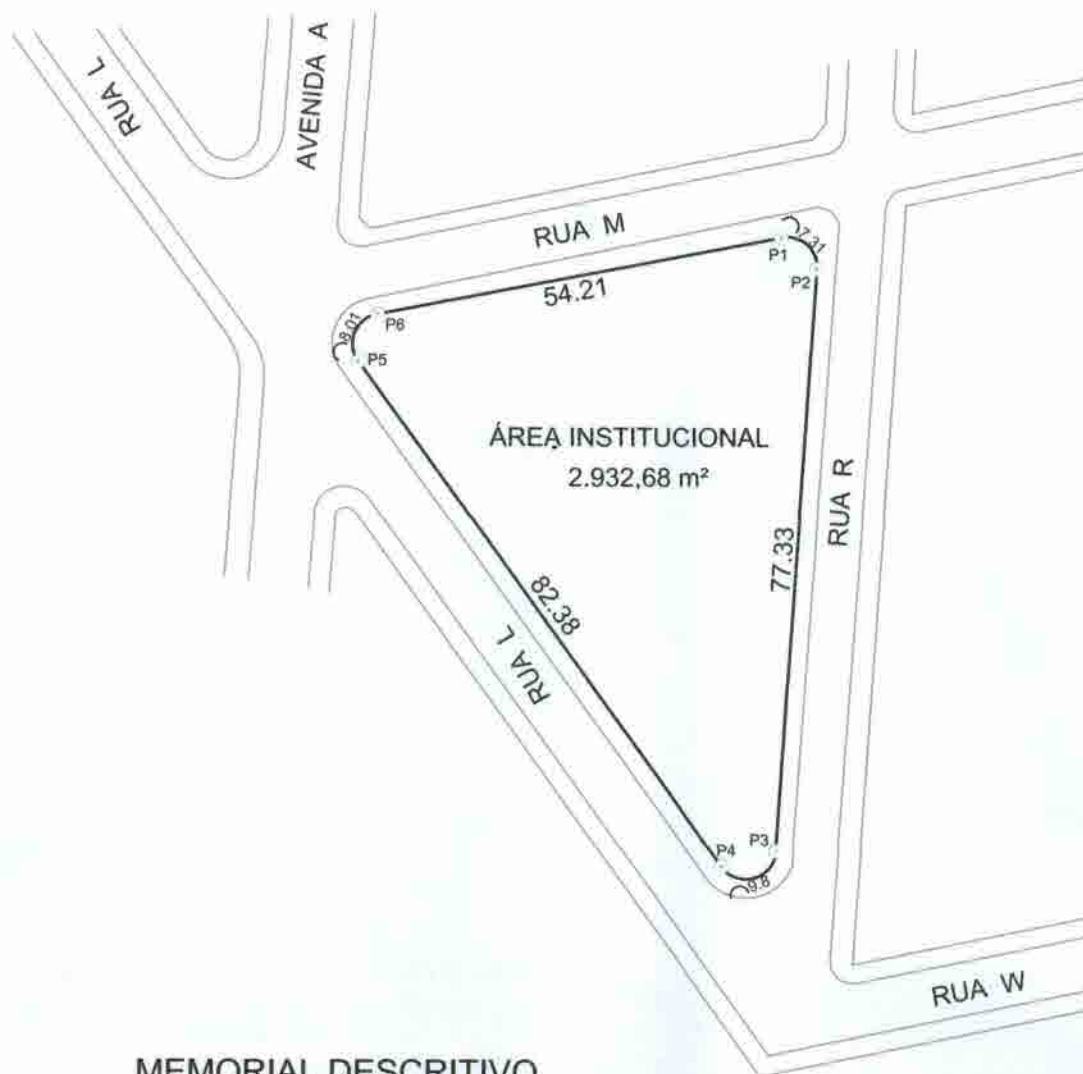 RUA L
AVENIDA A
RUA M
7.31
P1
P2
54.21
8.01
P6
P5
ÁREA INSTITUCIONAL
2.932,68 m²
RUA R
77.33
82.38
RUA L
P4
P3
9.8
RUA W
MEMORIAL DESCRITIVO